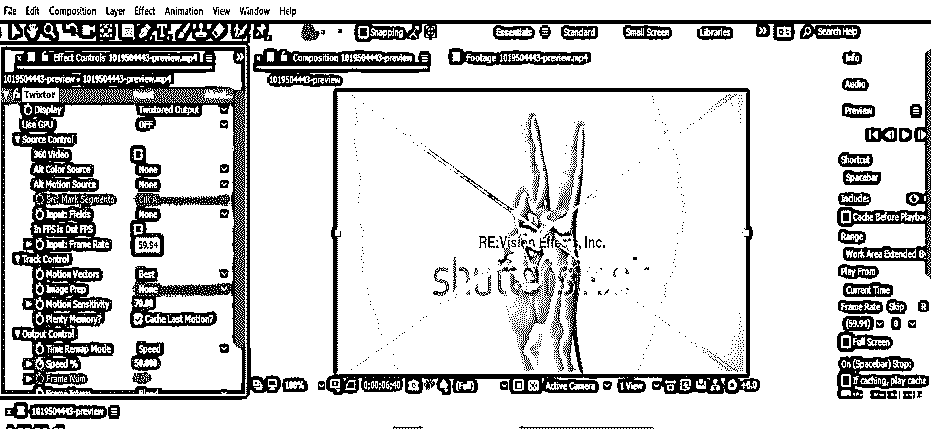 File Edit Composition Layer Effect Animation View Window Help
Snapping Essentials Standard Small Screen Libraries Search Help
Effect Controls 1019504443-preview.mp4
1019504443-preview • 1019504443-preview.mp4
Twixtor
Display Twixtored Output
Use GPU OFF
Source Control
360 Video
Alt Color Source None
Alt Motion Source None
Src: Mark Segments
Input: Fields None
In FPS is Out FPS
Input: Frame Rate 59.94
Track Control
Motion Vectors Best
Image Prep None
Motion Sensitivity 70.00
Plenty Memory? Cache Last Motion?
Output Control
Time Remap Mode Speed
Speed % 50.000
Frame Num
Composition 1019504443-preview.mp4
Footage 1019504443-preview.mp4
1019504443-preview
RE:Vision Effects, Inc.
shutterstock
100% 0;00;06;40 (Full) Active Camera 1 View +0.0
Info
Audio
Preview
Shortcut
Spacebar
Include:
Cache Before Playba
Range
Work Area Extended B
Play From
Current Time
Frame Rate Skip R
(59.94) 0
Full Screen
On (Spacebar) Stop:
If caching, play cache
1019504443-preview